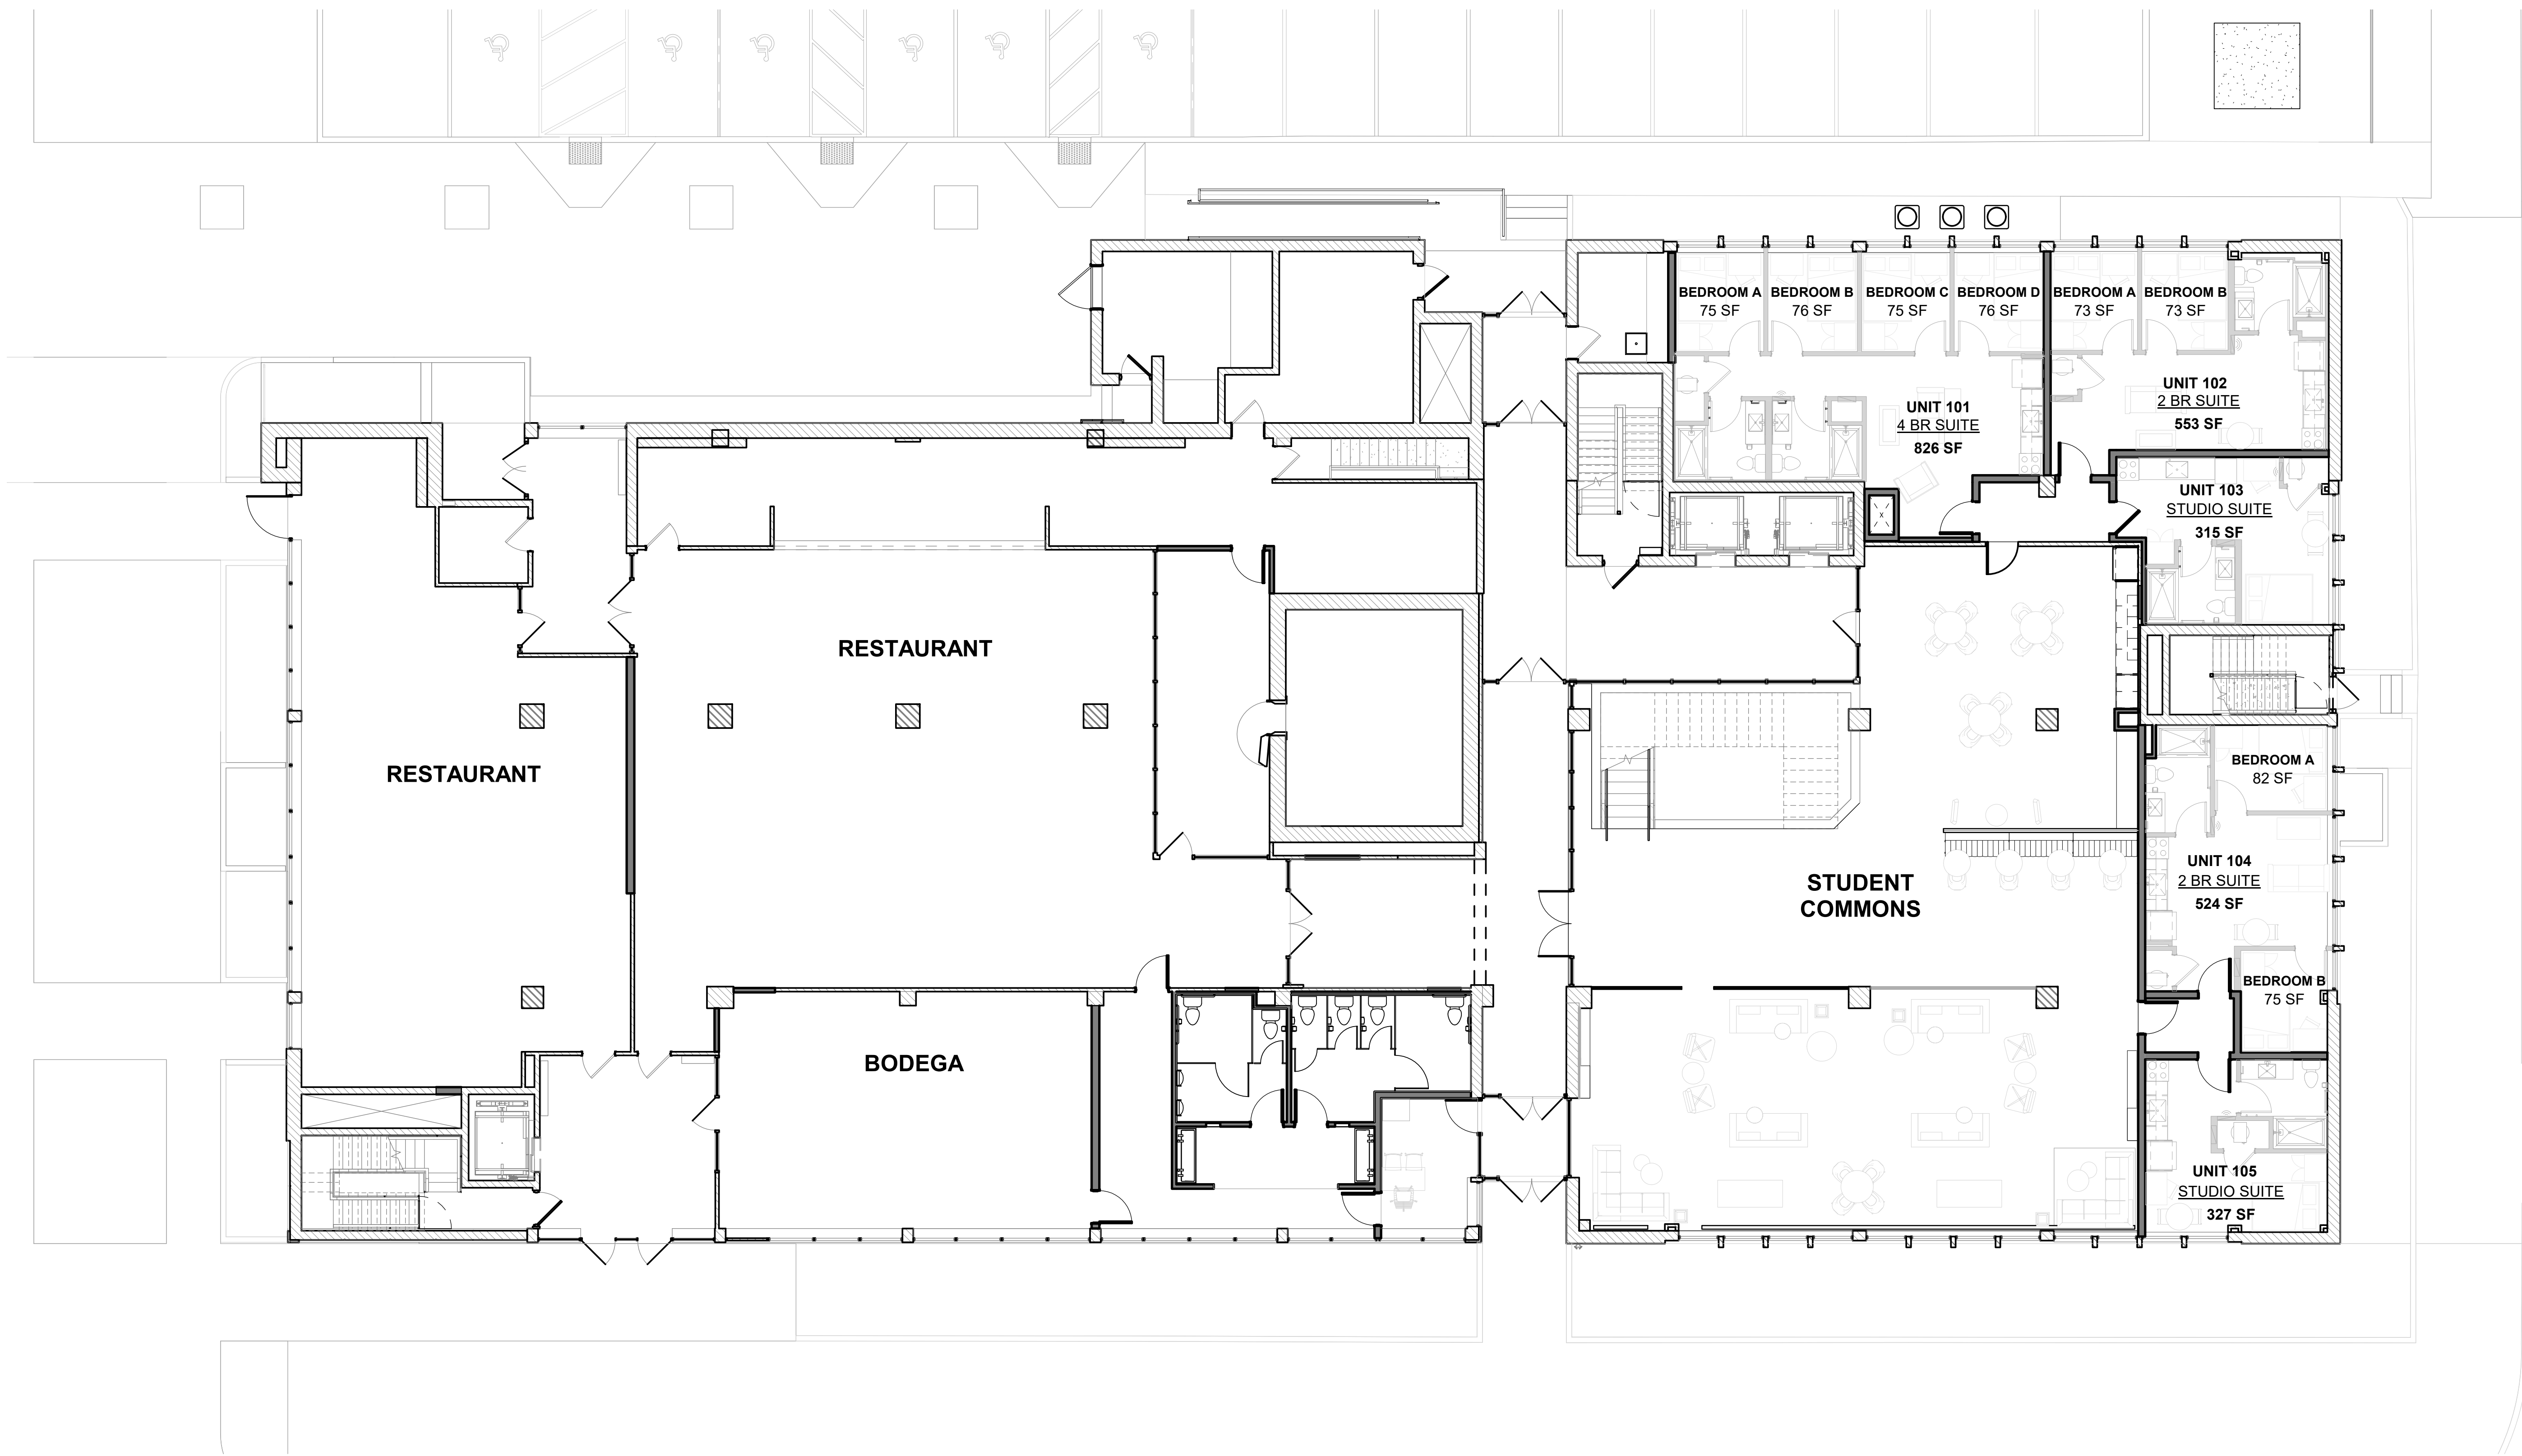 BEDROOM A
75 SF
BEDROOM B
76 SF
BEDROOM C
75 SF
BEDROOM D
76 SF
BEDROOM A
73 SF
BEDROOM B
73 SF
UNIT 101
4 BR SUITE
826 SF
UNIT 102
2 BR SUITE
553 SF
UNIT 103
STUDIO SUITE
315 SF
RESTAURANT
RESTAURANT
BEDROOM A
82 SF
UNIT 104
2 BR SUITE
524 SF
STUDENT
COMMONS
BEDROOM B
75 SF
BODEGA
UNIT 105
STUDIO SUITE
327 SF